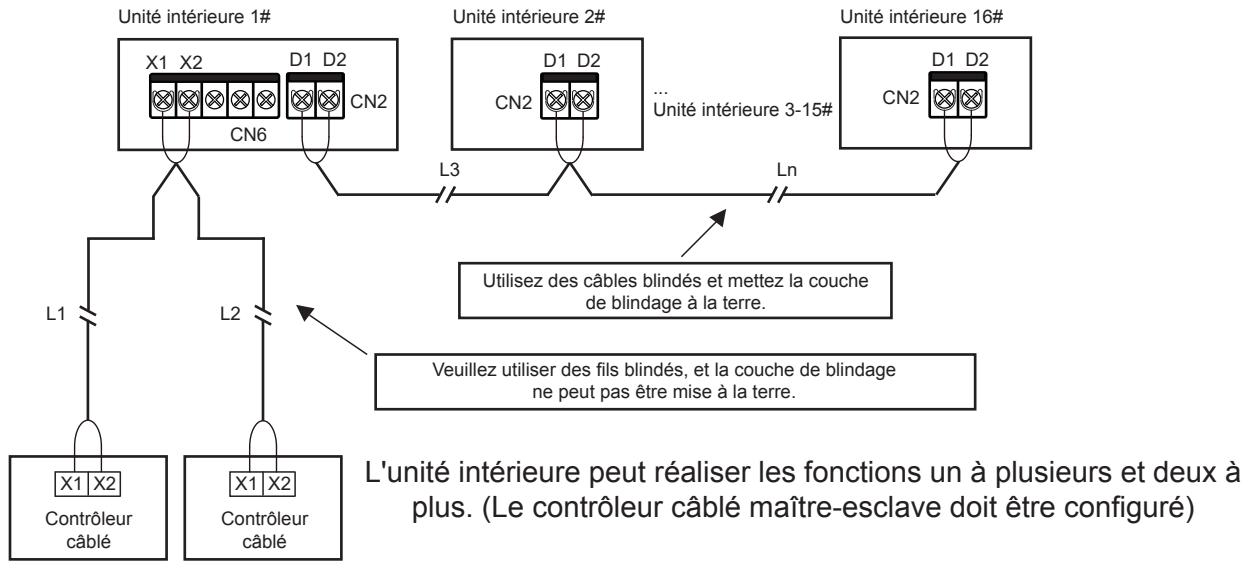 Unité intérieure 1#
Unité intérieure 2#
Unité intérieure 16#
X1 X2
D1 D2
CN2
CN6
D1 D2
CN2
...
Unité intérieure 3-15#
D1 D2
CN2
L3
Ln
Utilisez des câbles blindés et mettez la couche
de blindage à la terre.
L1
L2
Veuillez utiliser des fils blindés, et la couche de blindage
ne peut pas être mise à la terre.
X1 X2
Contrôleur
câblé
X1 X2
Contrôleur
câblé
L'unité intérieure peut réaliser les fonctions un à plusieurs et deux à
plus. (Le contrôleur câblé maître-esclave doit être configuré)